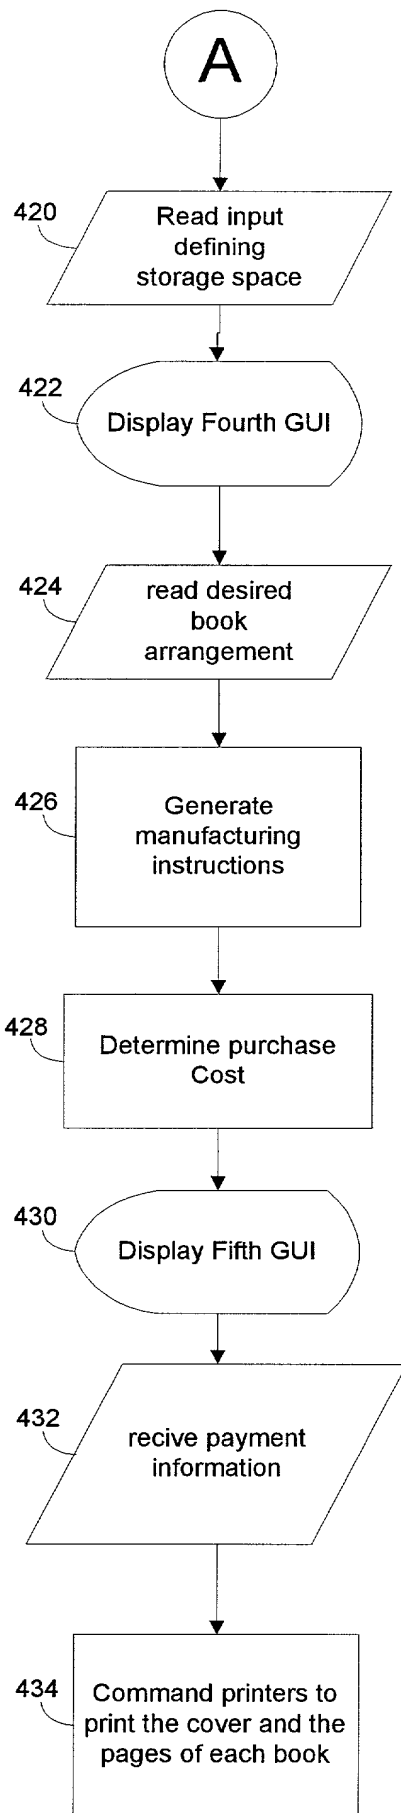 A
420
Read input
defining
storage space
422
Display Fourth GUI
424
read desired
book
arrangement
426
Generate
manufacturing
instructions
428
Determine purchase
Cost
430
Display Fifth GUI
432
recive payment
information
434
Command printers to
print the cover and the
pages of each book